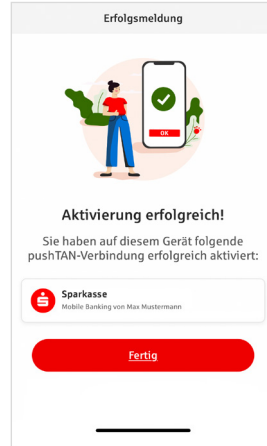 Erfolgsmeldung
OK
Aktivierung erfolgreich!
Sie haben auf diesem Gerät folgende
pushTAN-Verbindung erfolgreich aktiviert:
Sparkasse
Mobile Banking von Max Mustermann
Fertig